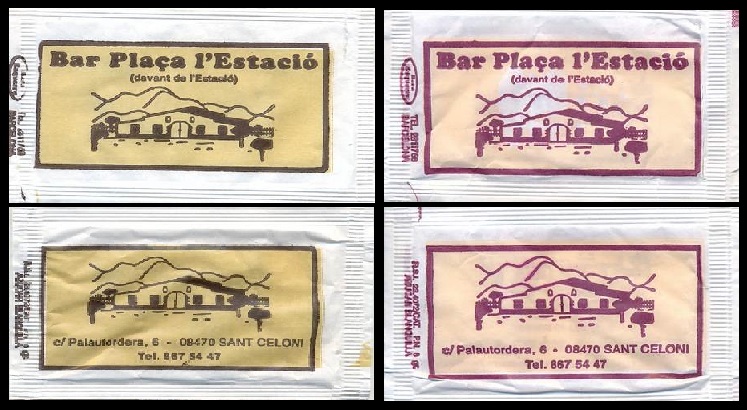 Bar Plaça l'Estació
(davant de l'Estació)
Bar Plaça l'Estació
(davant de l'Estació)
c/ Palautordera, 6 - 08470 SANT CELONI
Tel. 867 54 47
c/ Palautordera, 6 - 08470 SANT CELONI
Tel. 867 54 47